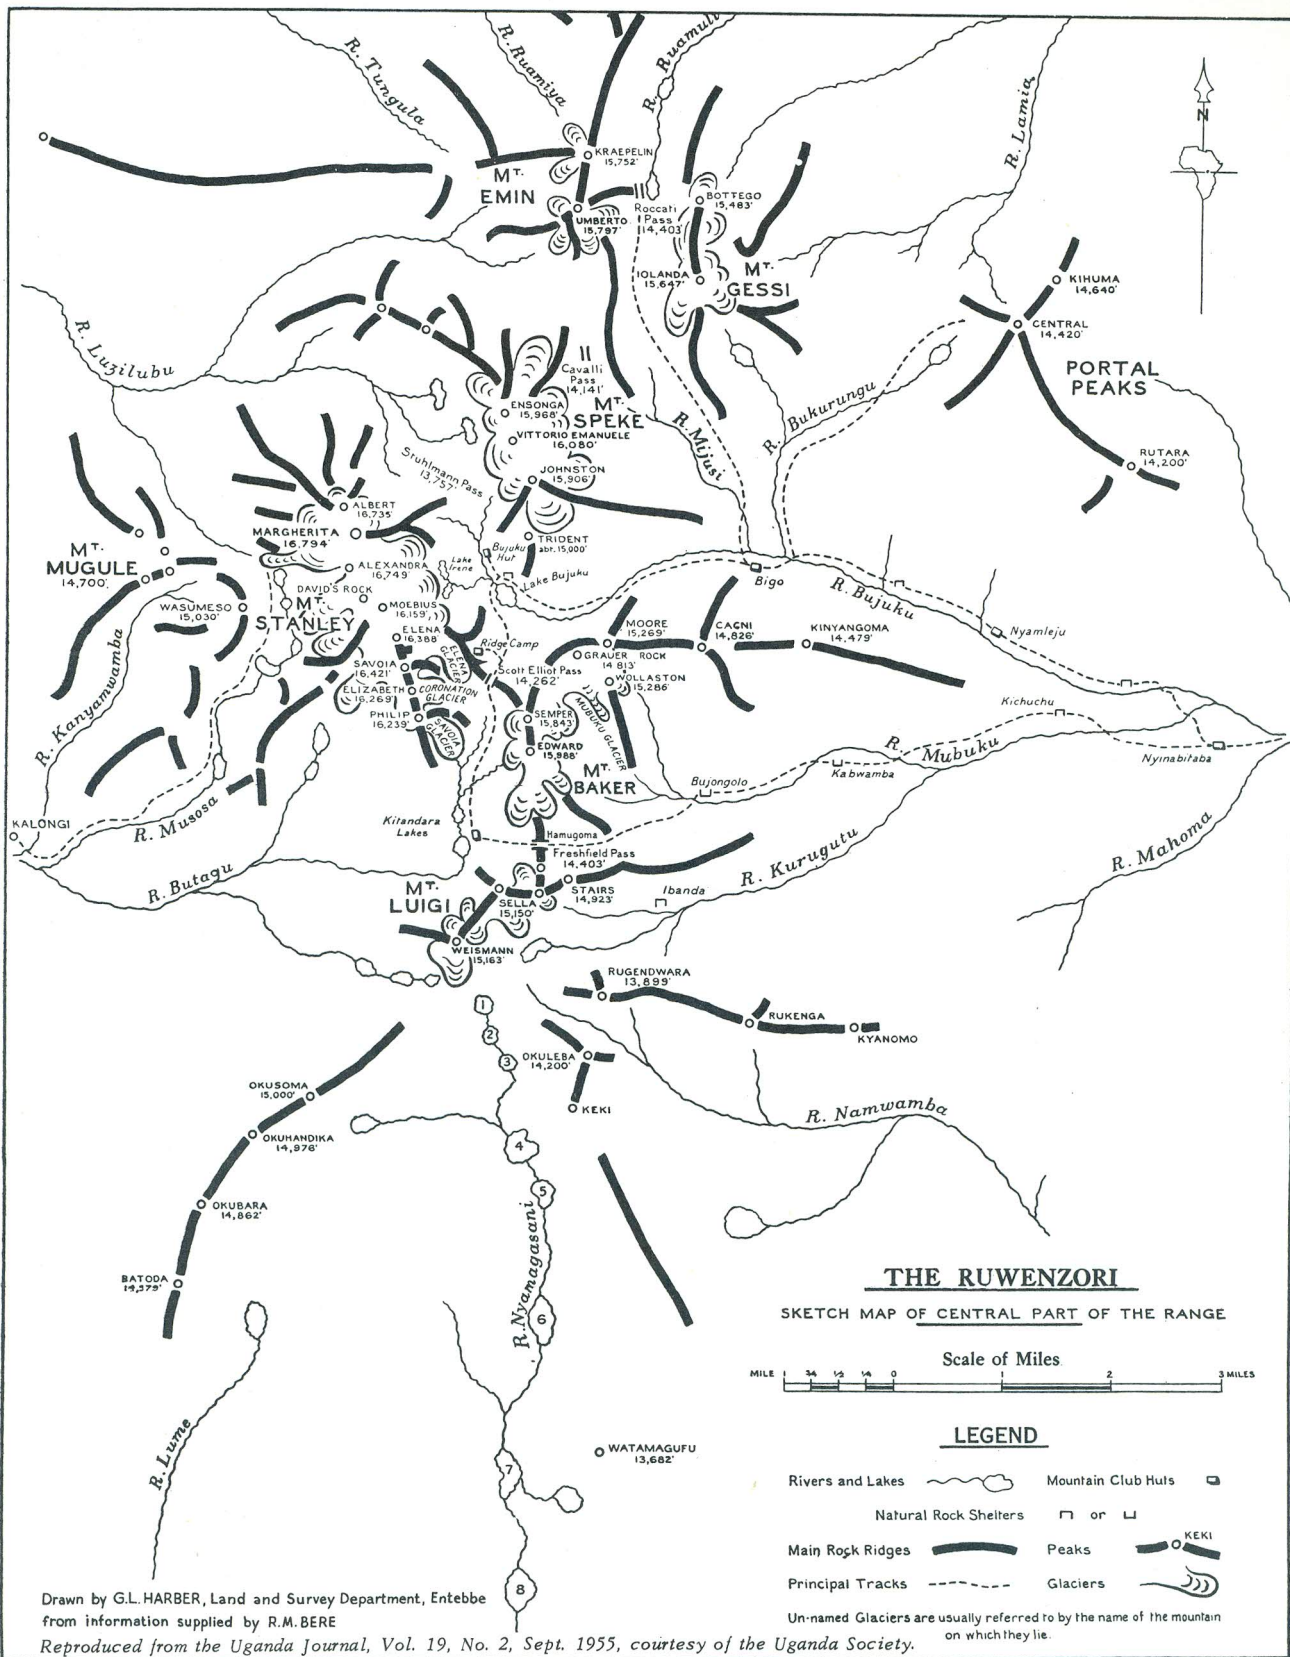 R. Tungula
R. Ruamiya
R. Ruamuli
R. Lamia
N
KRAEPELIN
15,752'
MT.
EMIN
UMBERTO
15,797'
Roccati
Pass
14,403'
BOTTEGO
15,483'
IOLANDA
15,647'
MT.
GESSI
KIHUMA
14,640'
CENTRAL
14,420'
PORTAL
PEAKS
RUTARA
14,200'
R. Luzilubu
Cavalli
Pass
14,141'
ENSONGA
15,968'
MT.
SPEKE
VITTORIO EMANUELE
16,080'
JOHNSTON
15,906'
R. Mijusi
R. Bukurungu
Stuhlmann Pass
13,757'
ALBERT
16,735'
MARGHERITA
16,794'
TRIDENT
abt. 15,000'
Bujuku
Hut
Lake
Irene
Lake Bujuku
ALEXANDRA
16,749'
MT.
MUGULE
14,700'
DAVID'S ROCK
MT.
STANLEY
MOEBIUS
16,159'
WASUMESO
15,030'
ELENA
16,388'
ELENA
GLACIER
Ridge Camp
Scott Elliot Pass
14,262'
SAVOIA
16,421'
ELIZABETH
16,269'
CORONATION
GLACIER
PHILIP
16,239'
SAVOIA
GLACIER
Bigo
R. Bujuku
Nyamleju
MOORE
15,269'
CAGNI
14,826'
KINYANGOMA
14,479'
GRAUER ROCK
14 813'
WOLLASTON
15,286'
MUBUKU GLACIER
SEMPER
15,843'
EDWARD
15,988'
MT.
BAKER
Kichuchu
R. Mubuku
Nyinabitaba
Kabwamba
Bujongolo
R. Kanyamwamba
KALONGI
R. Musosa
Kitandara
Lakes
Hamugoma
Freshfield Pass
14,403'
R. Butagu
MT.
LUIGI
SELLA
15,150'
STAIRS
14,923'
Ibanda
R. Kurugutu
R. Mahoma
WEISMANN
15,163'
RUGENDWARA
13,899'
RUKENGA
KYANOMO
1
2
3
OKULEBA
14,200'
KEKI
R. Namwamba
OKUSOMA
15,000'
OKUHANDIKA
14,976'
4
5
OKUBARA
14,862'
BATODA
14,579'
R. Nyamagasani
6
R. Lume
7
WATAMAGUFU
13,682'
8
THE RUWENZORI
SKETCH MAP OF CENTRAL PART OF THE RANGE
Scale of Miles
MILE 1 ¾ ½ ¼ 0 1 2 3 MILES
LEGEND
Rivers and Lakes
Mountain Club Huts
Natural Rock Shelters or
Main Rock Ridges
Peaks
KEKI
Principal Tracks
Glaciers
Un-named Glaciers are usually referred to by the name of the mountain
on which they lie.
Drawn by G.L. HARBER, Land and Survey Department, Entebbe
from information supplied by R.M. BERE
Reproduced from the Uganda Journal, Vol. 19, No. 2, Sept. 1955, courtesy of the Uganda Society.